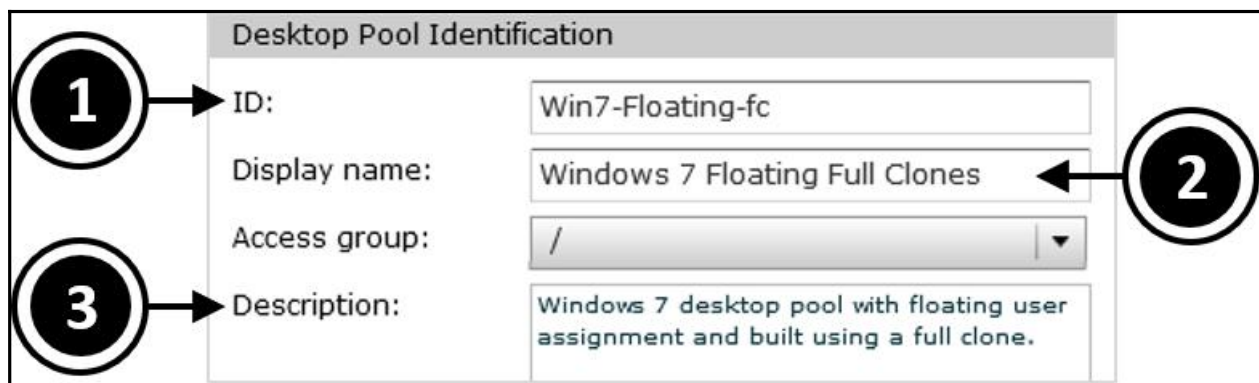 Desktop Pool Identification
1
ID:
Win7-Floating-fc
Display name:
Windows 7 Floating Full Clones
2
Access group:
/
3
Description:
Windows 7 desktop pool with floating user
assignment and built using a full clone.